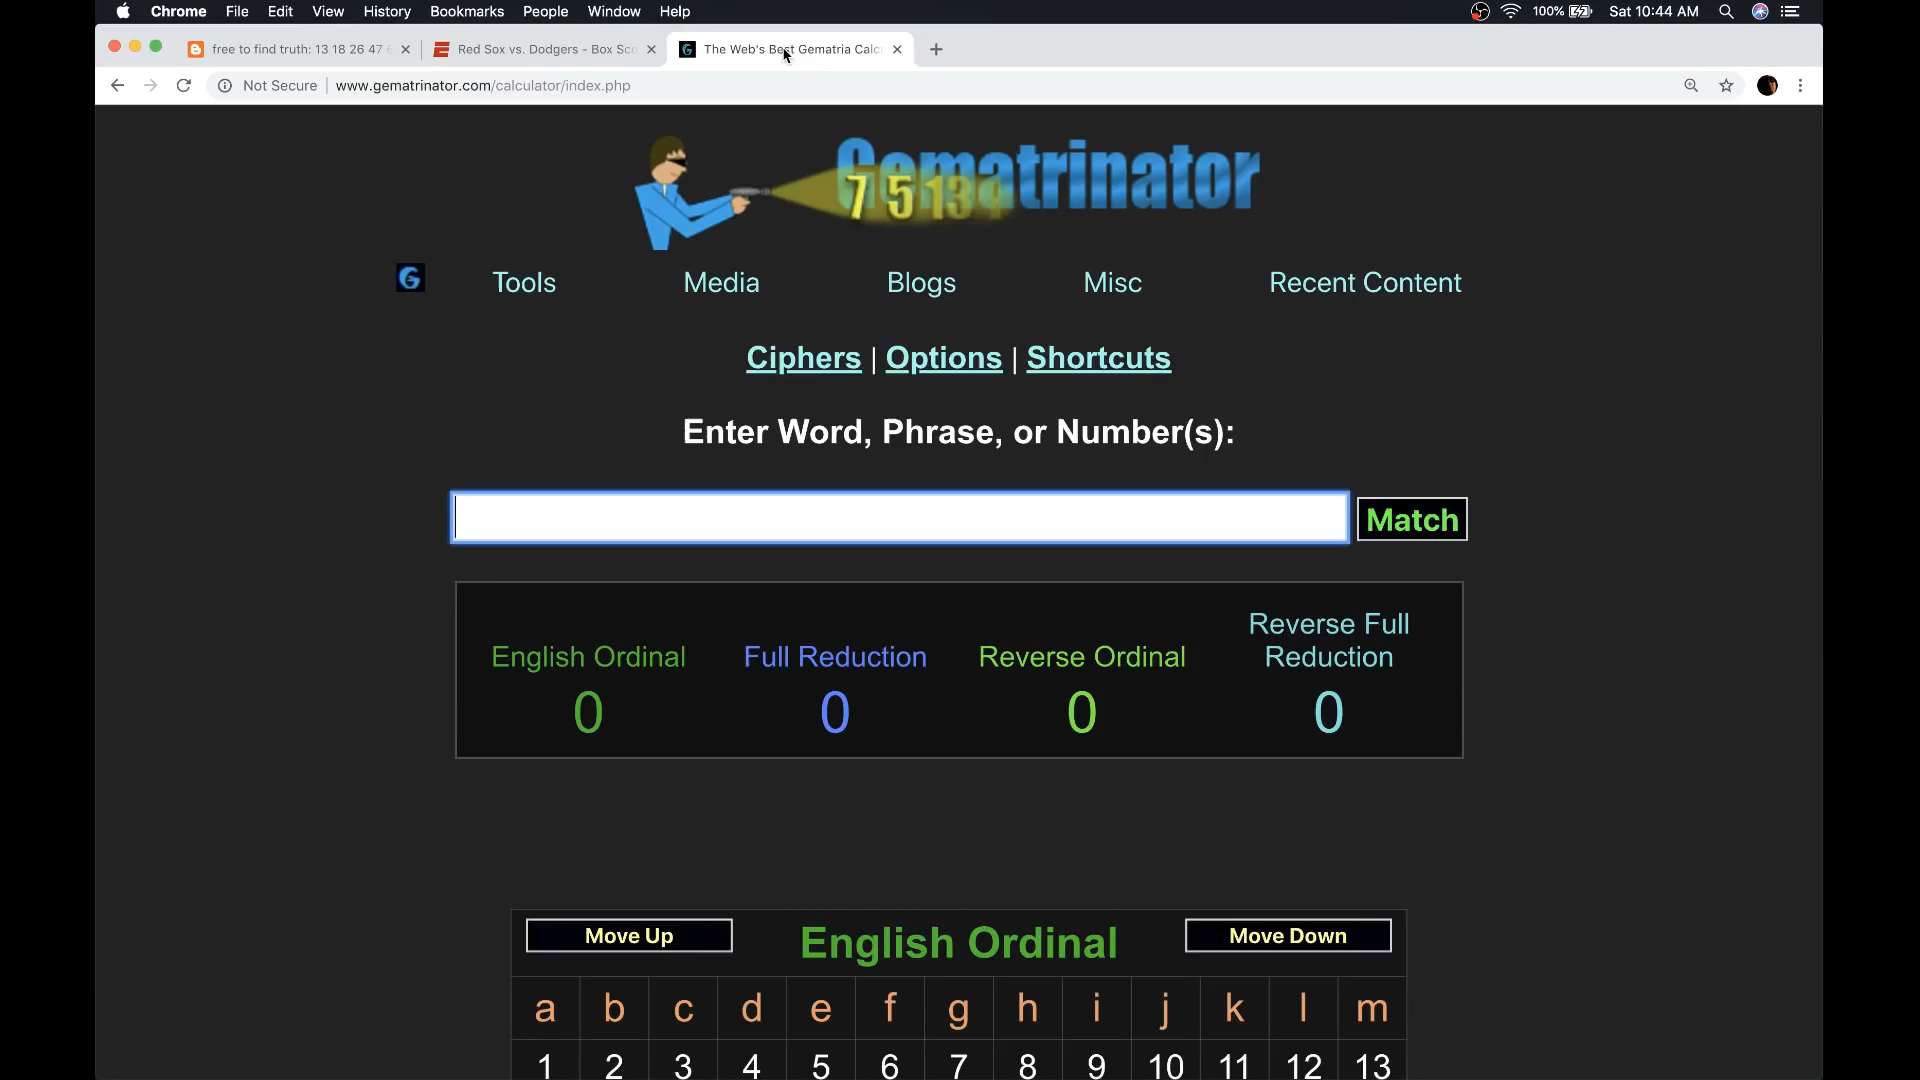 Chrome File Edit View History Bookmarks People Window Help 100% Sat 10:44 AM
free to find truth: 13 18 26 47 Red Sox vs. Dodgers - Box Sc The Web's Best Gematria Calc
Not Secure www.gematrinator.com/calculator/index.php
Gematrinator
7 5 13 9
G Tools Media Blogs Misc Recent Content
Ciphers | Options | Shortcuts
Enter Word, Phrase, or Number(s):
Match
English Ordinal Full Reduction Reverse Ordinal Reverse Full Reduction
0 0 0 0
Move Up English Ordinal Move Down
a b c d e f g h i j k l m
1 2 3 4 5 6 7 8 9 10 11 12 13